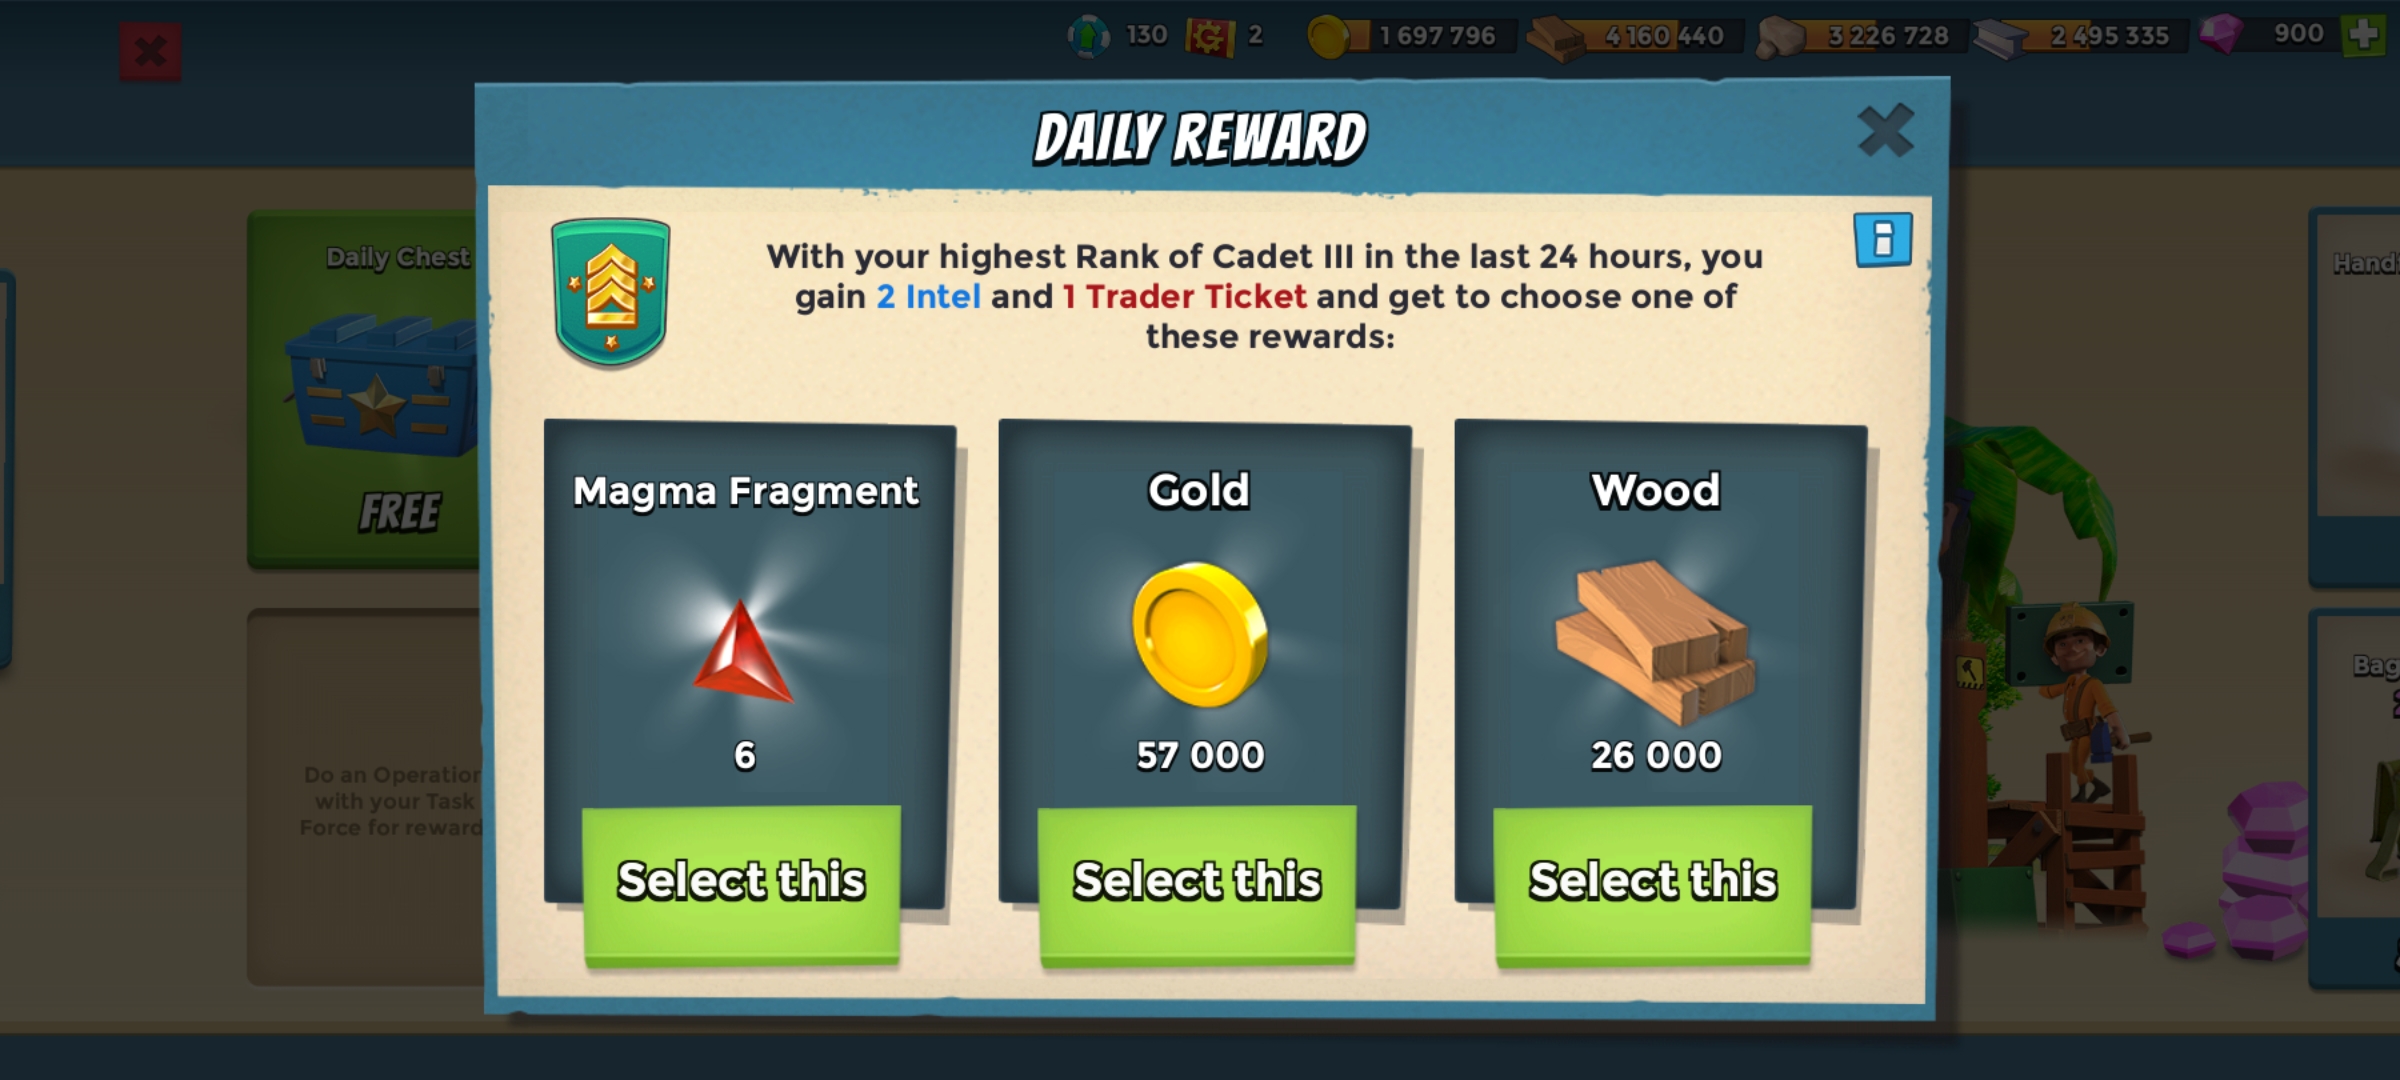 130
2
1 697 796
4 160 440
3 226 728
2 495 335
900
DAILY REWARD
With your highest Rank of Cadet III in the last 24 hours, you
gain 2 Intel and 1 Trader Ticket and get to choose one of
these rewards:
Daily Chest
FREE
Do an Operation
with your Task
Force for reward
Magma Fragment
6
Select this
Gold
57 000
Select this
Wood
26 000
Select this
Hand
Bag